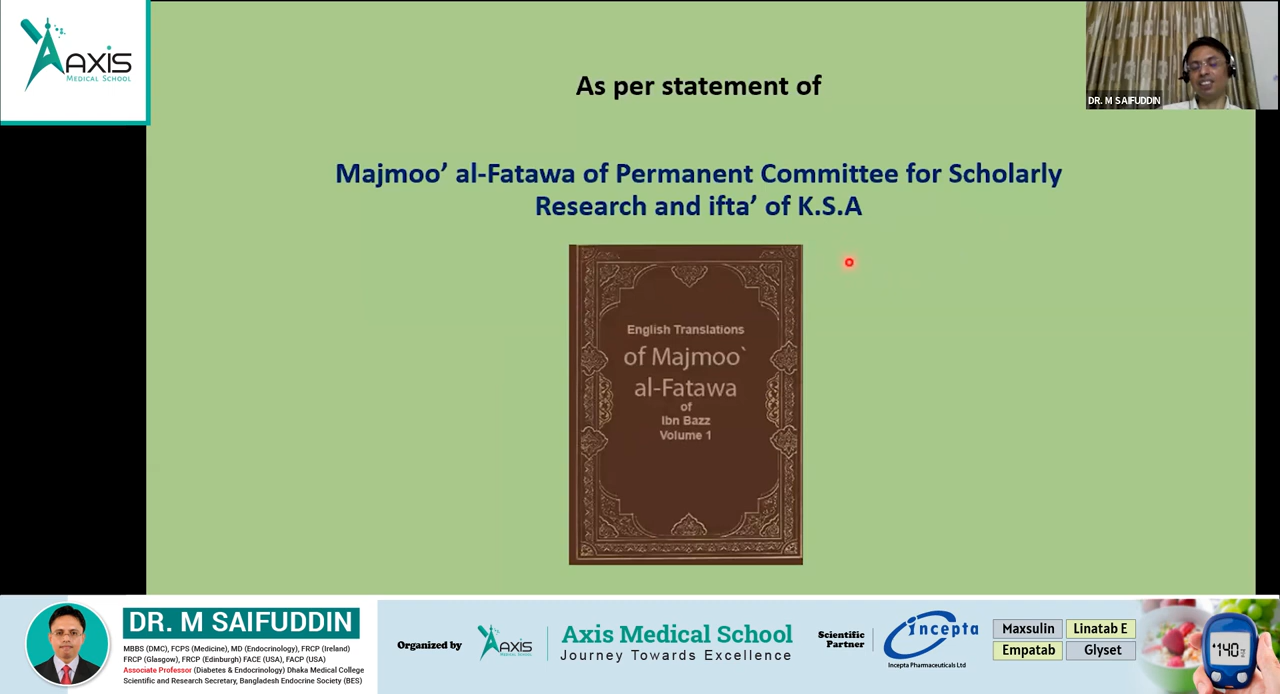 AXIS
MEDICAL SCHOOL
As per statement of
DR. M SAIFUDDIN
Majmoo’ al-Fatawa of Permanent Committee for Scholarly
Research and ifta’ of K.S.A
English Translations
of Majmoo`
al-Fatawa
of
Ibn Bazz
Volume 1
DR. M SAIFUDDIN
MBBS (DMC), FCPS (Medicine), MD (Endocrinology), FRCP (Ireland)
FRCP (Glasgow), FRCP (Edinburgh) FACE (USA), FACP (USA)
Associate Professor (Diabetes & Endocrinology) Dhaka Medical College
Scientific and Research Secretary, Bangladesh Endocrine Society (BES)
Organized by
AXIS
MEDICAL SCHOOL
Axis Medical School
Journey Towards Excellence
Scientific
Partner
incepta
Incepta Pharmaceuticals Ltd
Maxsulin
Linatab E
Empatab
Glyset
140